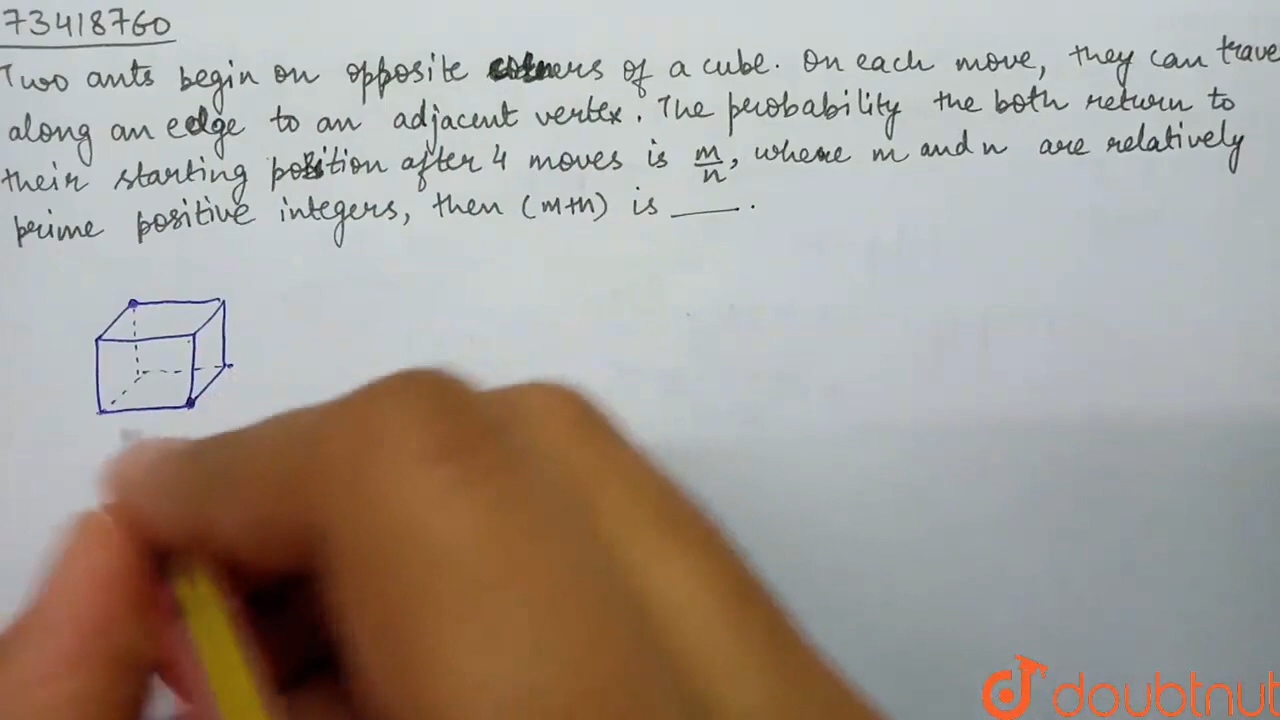 73418760
Two ants begin on opposite corners of a cube. On each move, they can trave
along an edge to an adjacent vertex. The probability the both return to
their starting position after 4 moves is m/n, where m and n are relatively
prime positive integers, then (m+n) is ___.
doubtnut